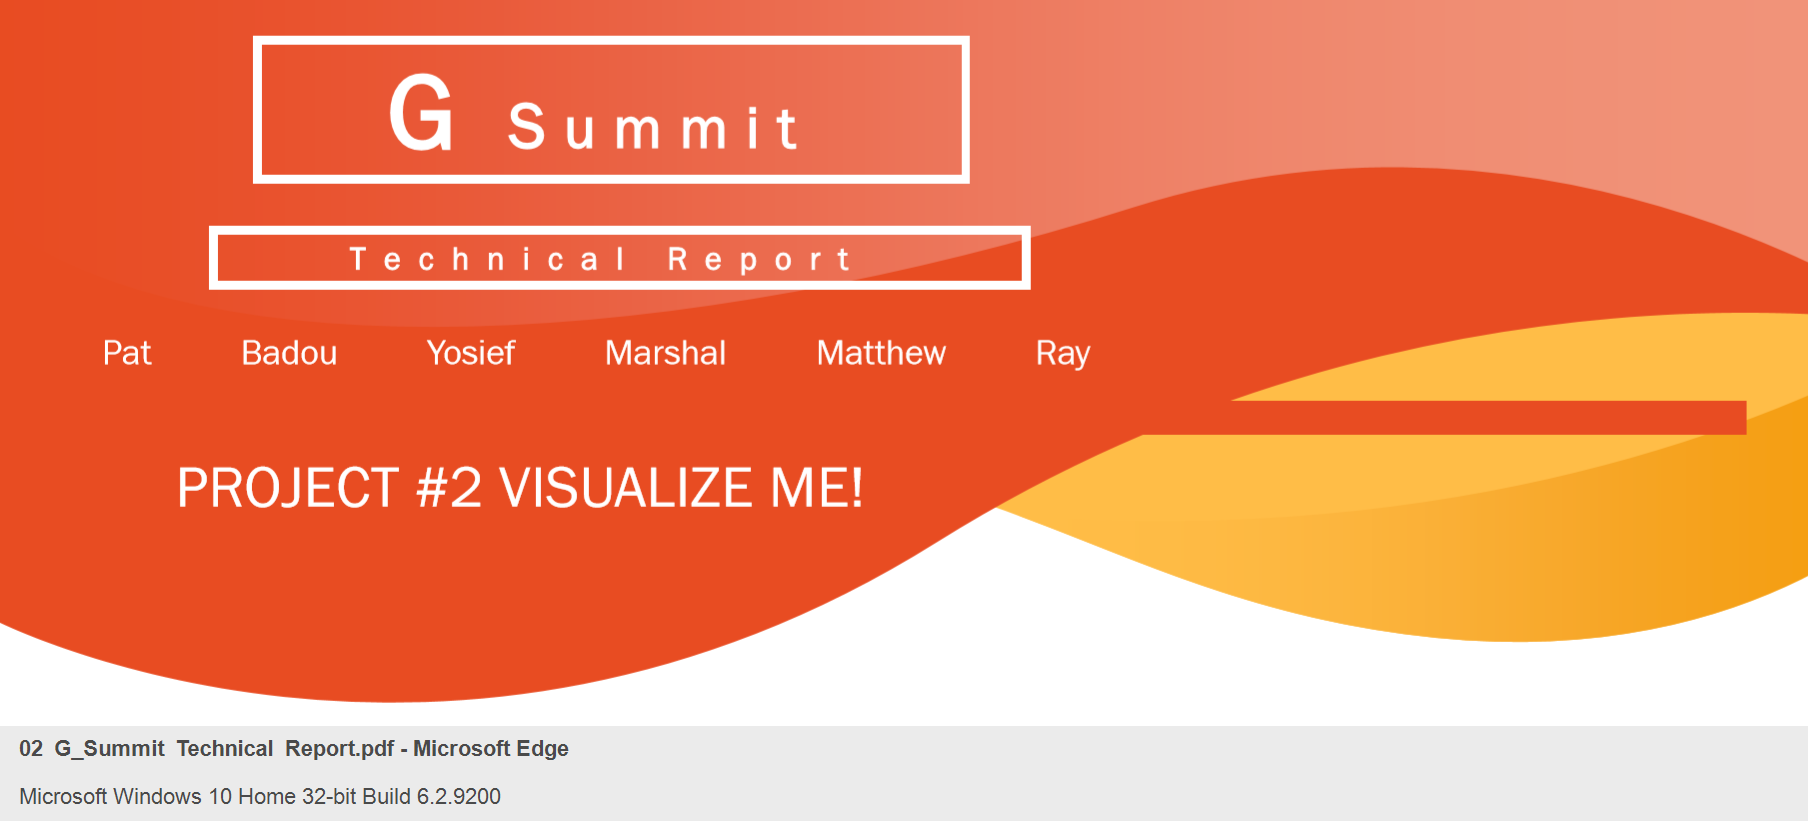 G Summit
Technical Report
Pat Badou Yosief Marshal Matthew Ray
PROJECT #2 VISUALIZE ME!
02 G_Summit Technical Report.pdf - Microsoft Edge
Microsoft Windows 10 Home 32-bit Build 6.2.9200